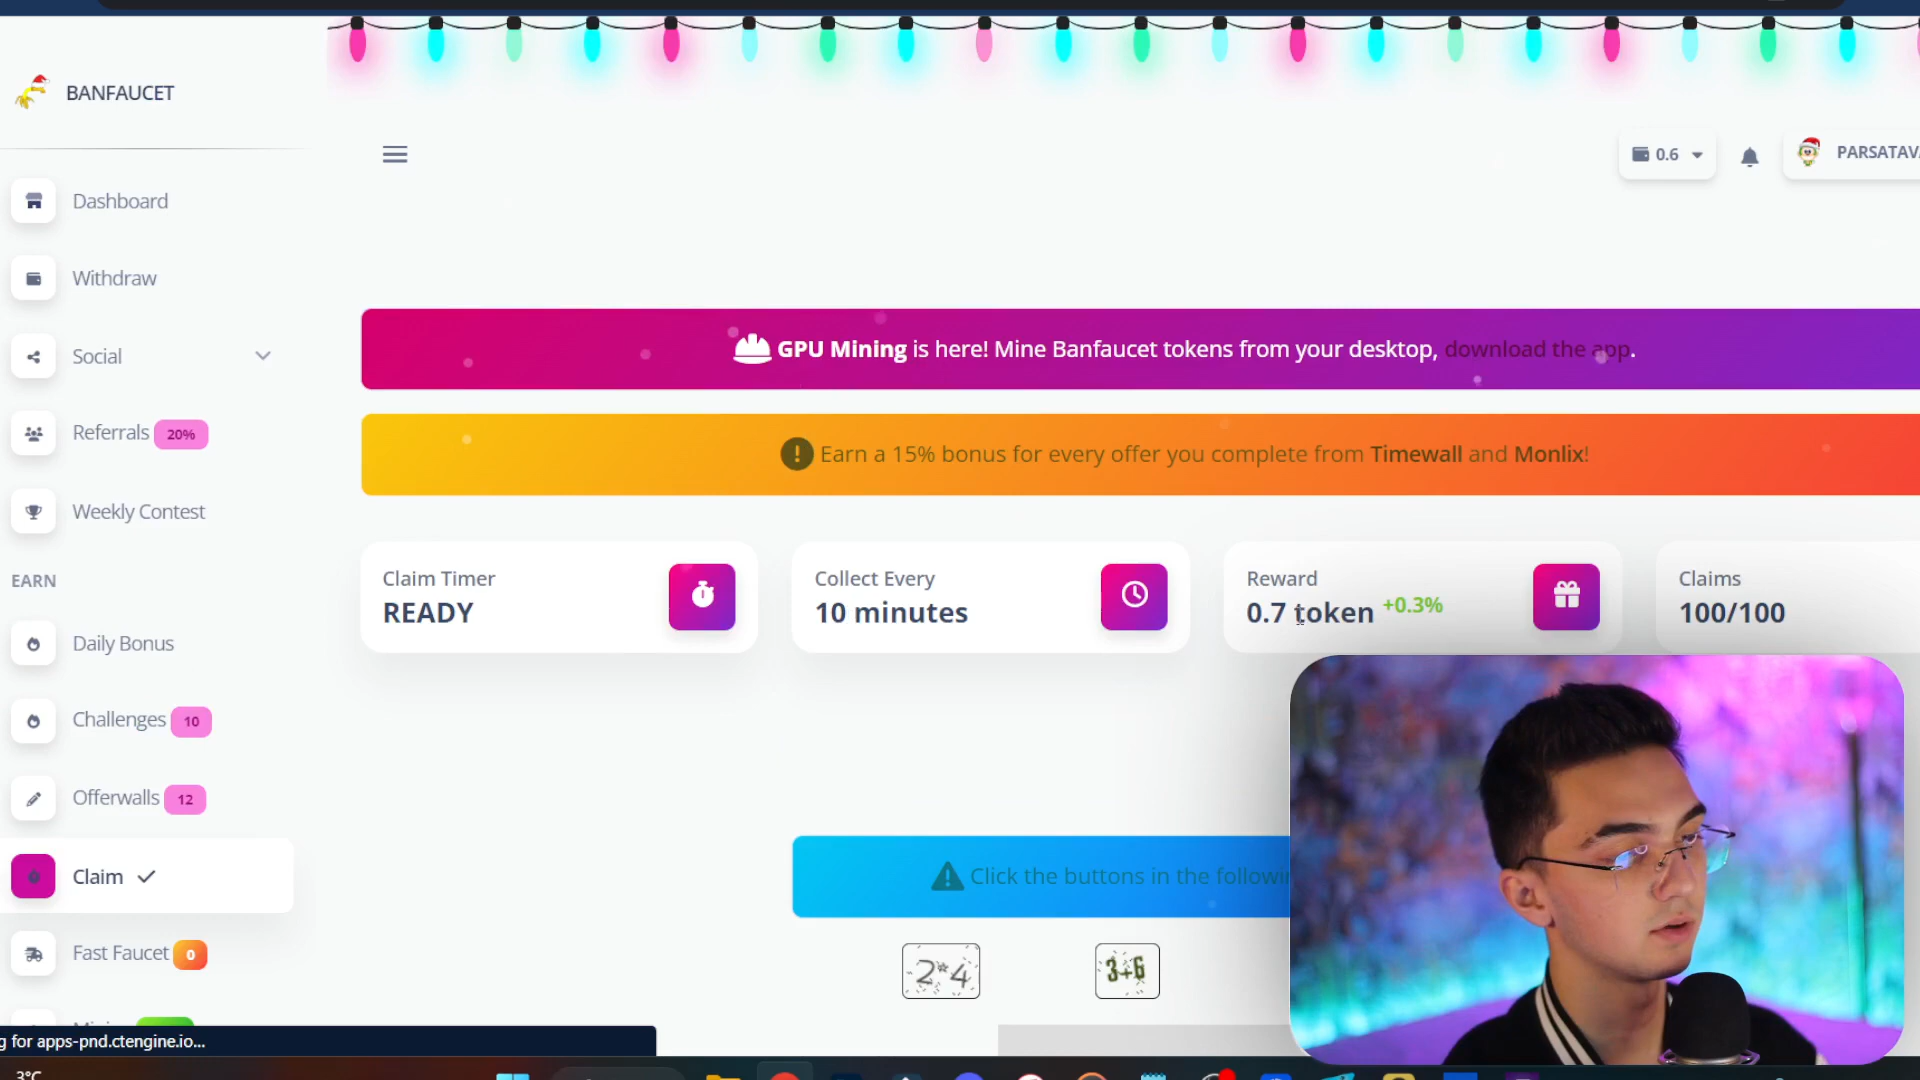 BANFAUCET
0.6
PARSATAVA
Dashboard
Withdraw
Social
Referrals 20%
Weekly Contest
EARN
Daily Bonus
Challenges 10
Offerwalls 12
Claim
Fast Faucet 0
GPU Mining is here! Mine Banfaucet tokens from your desktop, download the app.
Earn a 15% bonus for every offer you complete from Timewall and Monlix!
Claim Timer
READY
Collect Every
10 minutes
Reward
0.7 token +0.3%
Claims
100/100
Click the buttons in the followin
2*4
3+6
g for apps-pnd.ctengine.io...
3°C